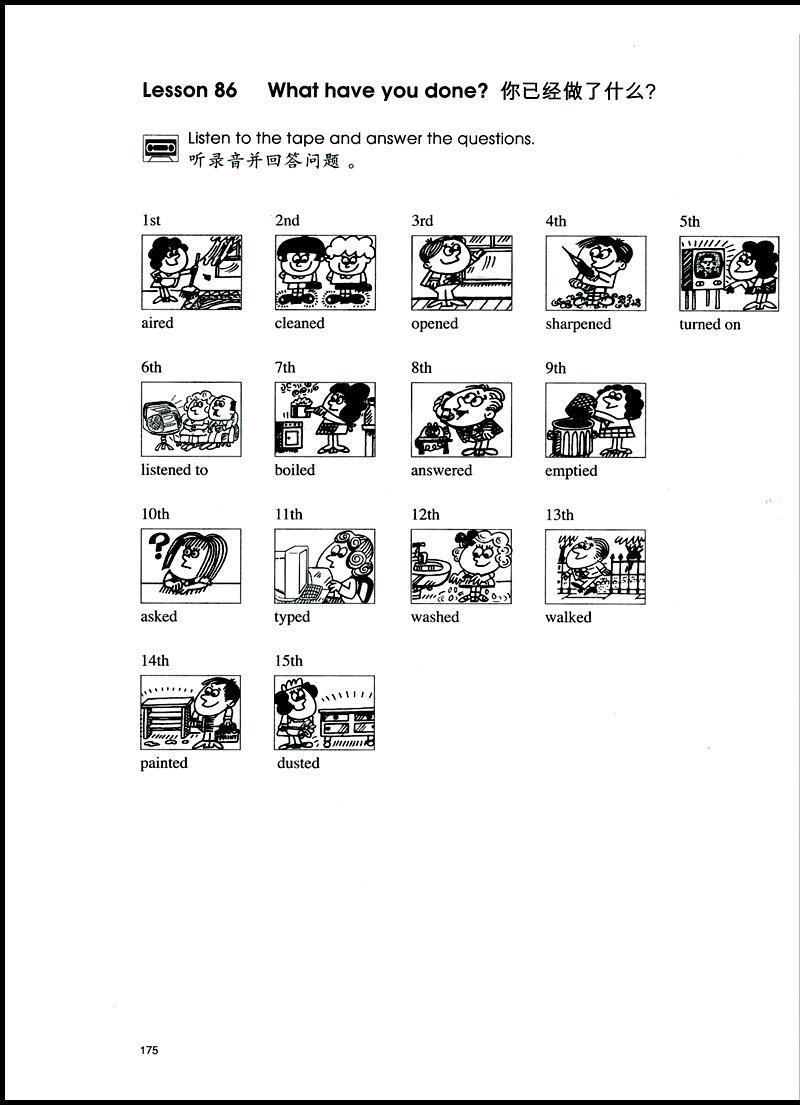 Lesson 86 What have you done? 你已经做了什么?
Listen to the tape and answer the questions.
听录音并回答问题。
1st 2nd 3rd 4th 5th
aired cleaned opened sharpened turned on
6th 7th 8th 9th
listened to boiled answered emptied
10th 11th 12th 13th
?
asked typed washed walked
14th 15th
PAINT
painted dusted
175